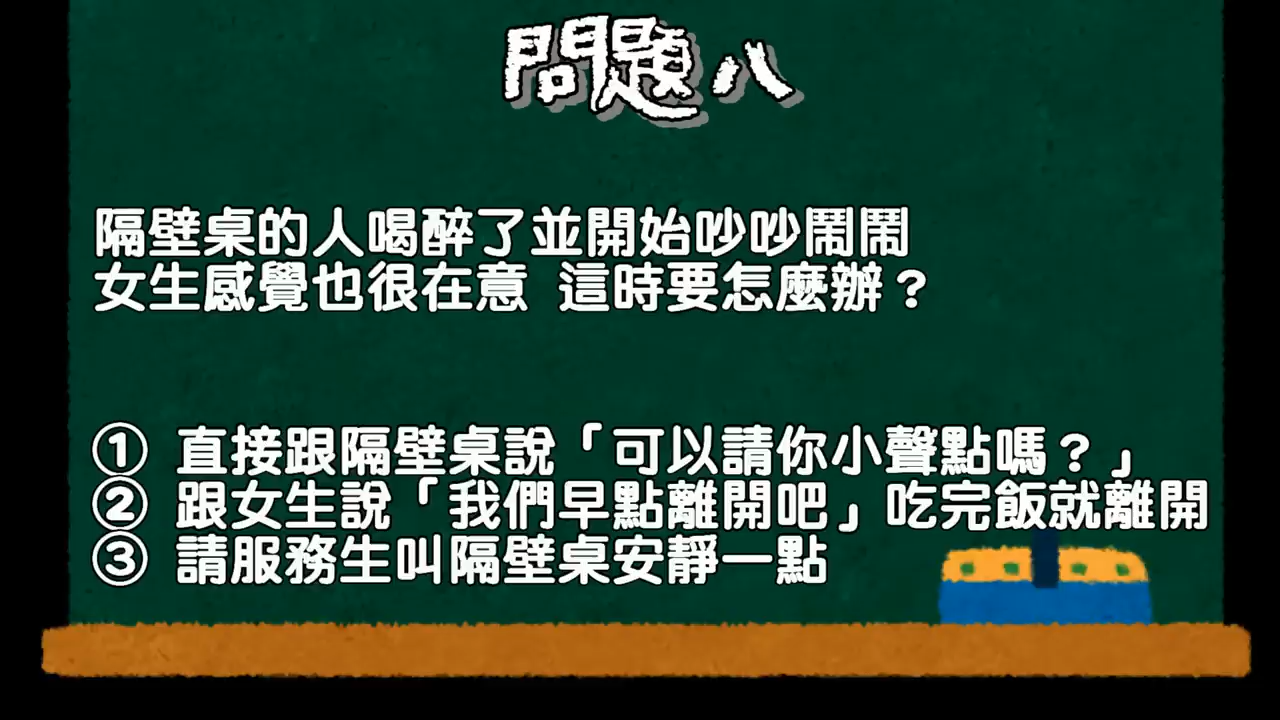 問題八
隔壁桌的人喝醉了並開始吵吵鬧鬧
女生感覺也很在意 這時要怎麼辦？
① 直接跟隔壁桌說「可以請你小聲點嗎？」
② 跟女生說「我們早點離開吧」吃完飯就離開
③ 請服務生叫隔壁桌安靜一點